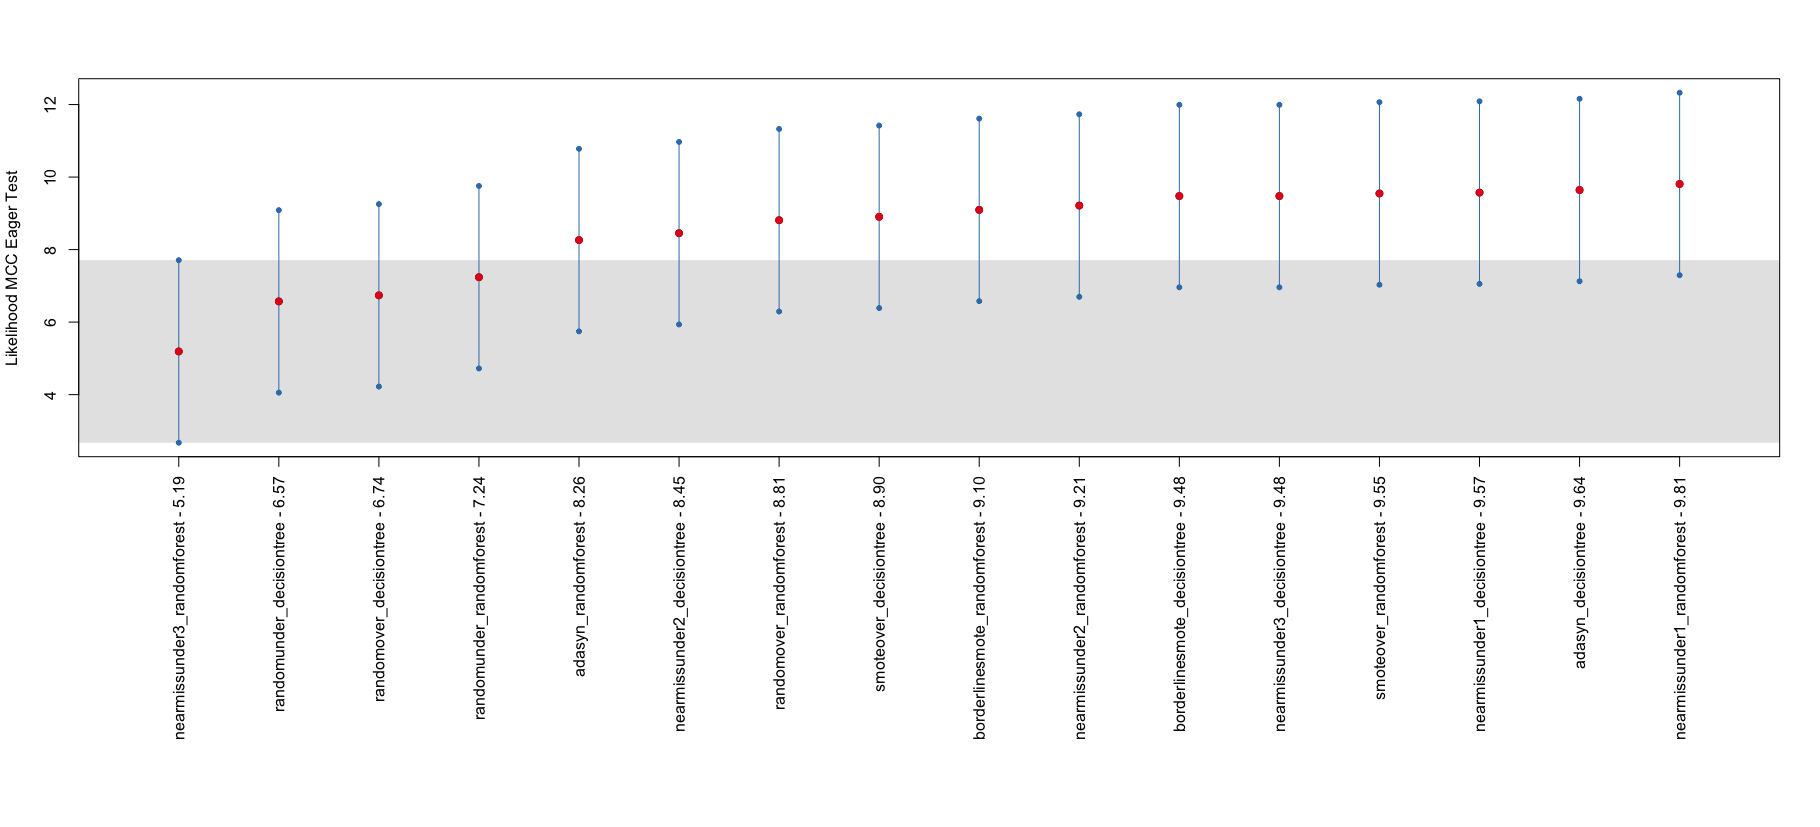 Likelihood MCC Eager Test
12
10
8
6
4
nearmissunder3_randomforest - 5.19
randomunder_decisiontree - 6.57
randomover_decisiontree - 6.74
randomunder_randomforest - 7.24
adasyn_randomforest - 8.26
nearmissunder2_decisiontree - 8.45
randomover_randomforest - 8.81
smoteover_decisiontree - 8.90
borderlinesmote_randomforest - 9.10
nearmissunder2_randomforest - 9.21
borderlinesmote_decisiontree - 9.48
nearmissunder3_decisiontree - 9.48
smoteover_randomforest - 9.55
nearmissunder1_decisiontree - 9.57
adasyn_decisiontree - 9.64
nearmissunder1_randomforest - 9.81